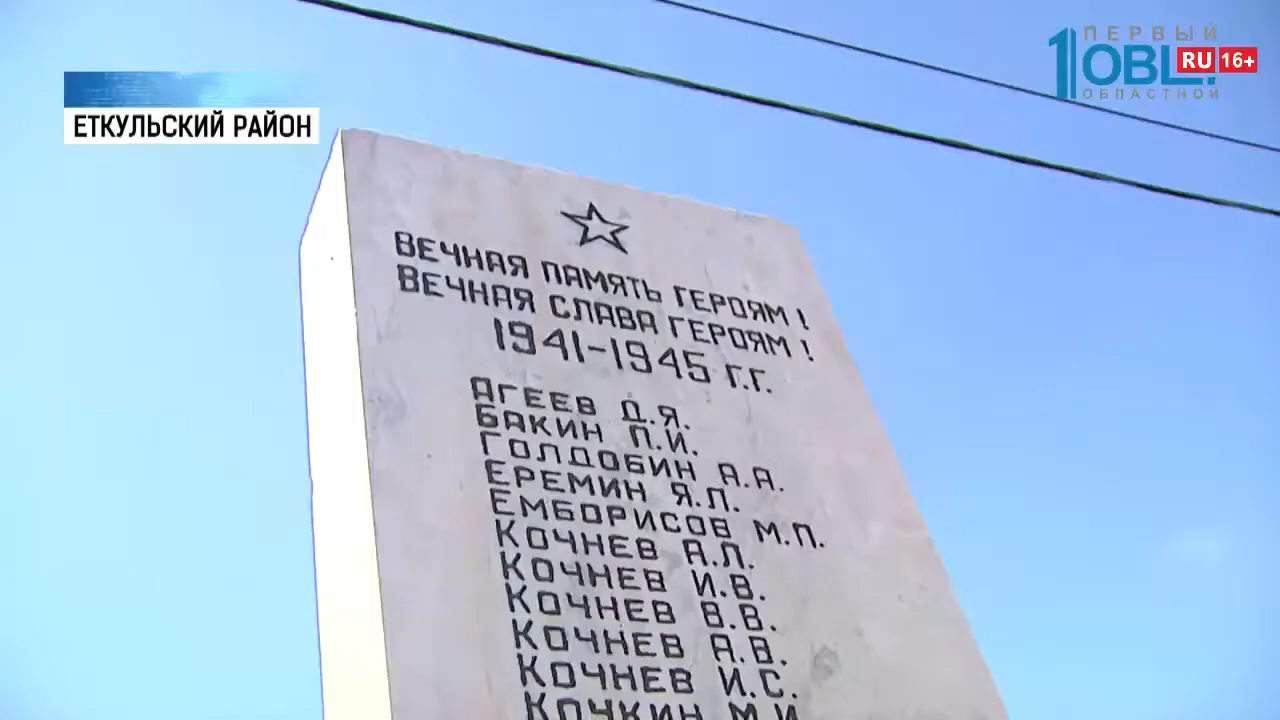 ПЕРВЫЙ
1OBL.RU 16+
ОБЛАСТНОЙ
ЕТКУЛЬСКИЙ РАЙОН
ВЕЧНАЯ ПАМЯТЬ ГЕРОЯМ!
ВЕЧНАЯ СЛАВА ГЕРОЯМ!
1941-1945 Г.Г.
АГЕЕВ Д.Я.
БАКИН П.И.
ГОЛДОБИН А.А.
ЕРЕМИН Я.Л.
ЕМБОРИСОВ М.П.
КОЧНЕВ А.Л.
КОЧНЕВ И.В.
КОЧНЕВ В.В.
КОЧНЕВ А.В.
КОЧНЕВ И.С.
КОЧКИН М.И